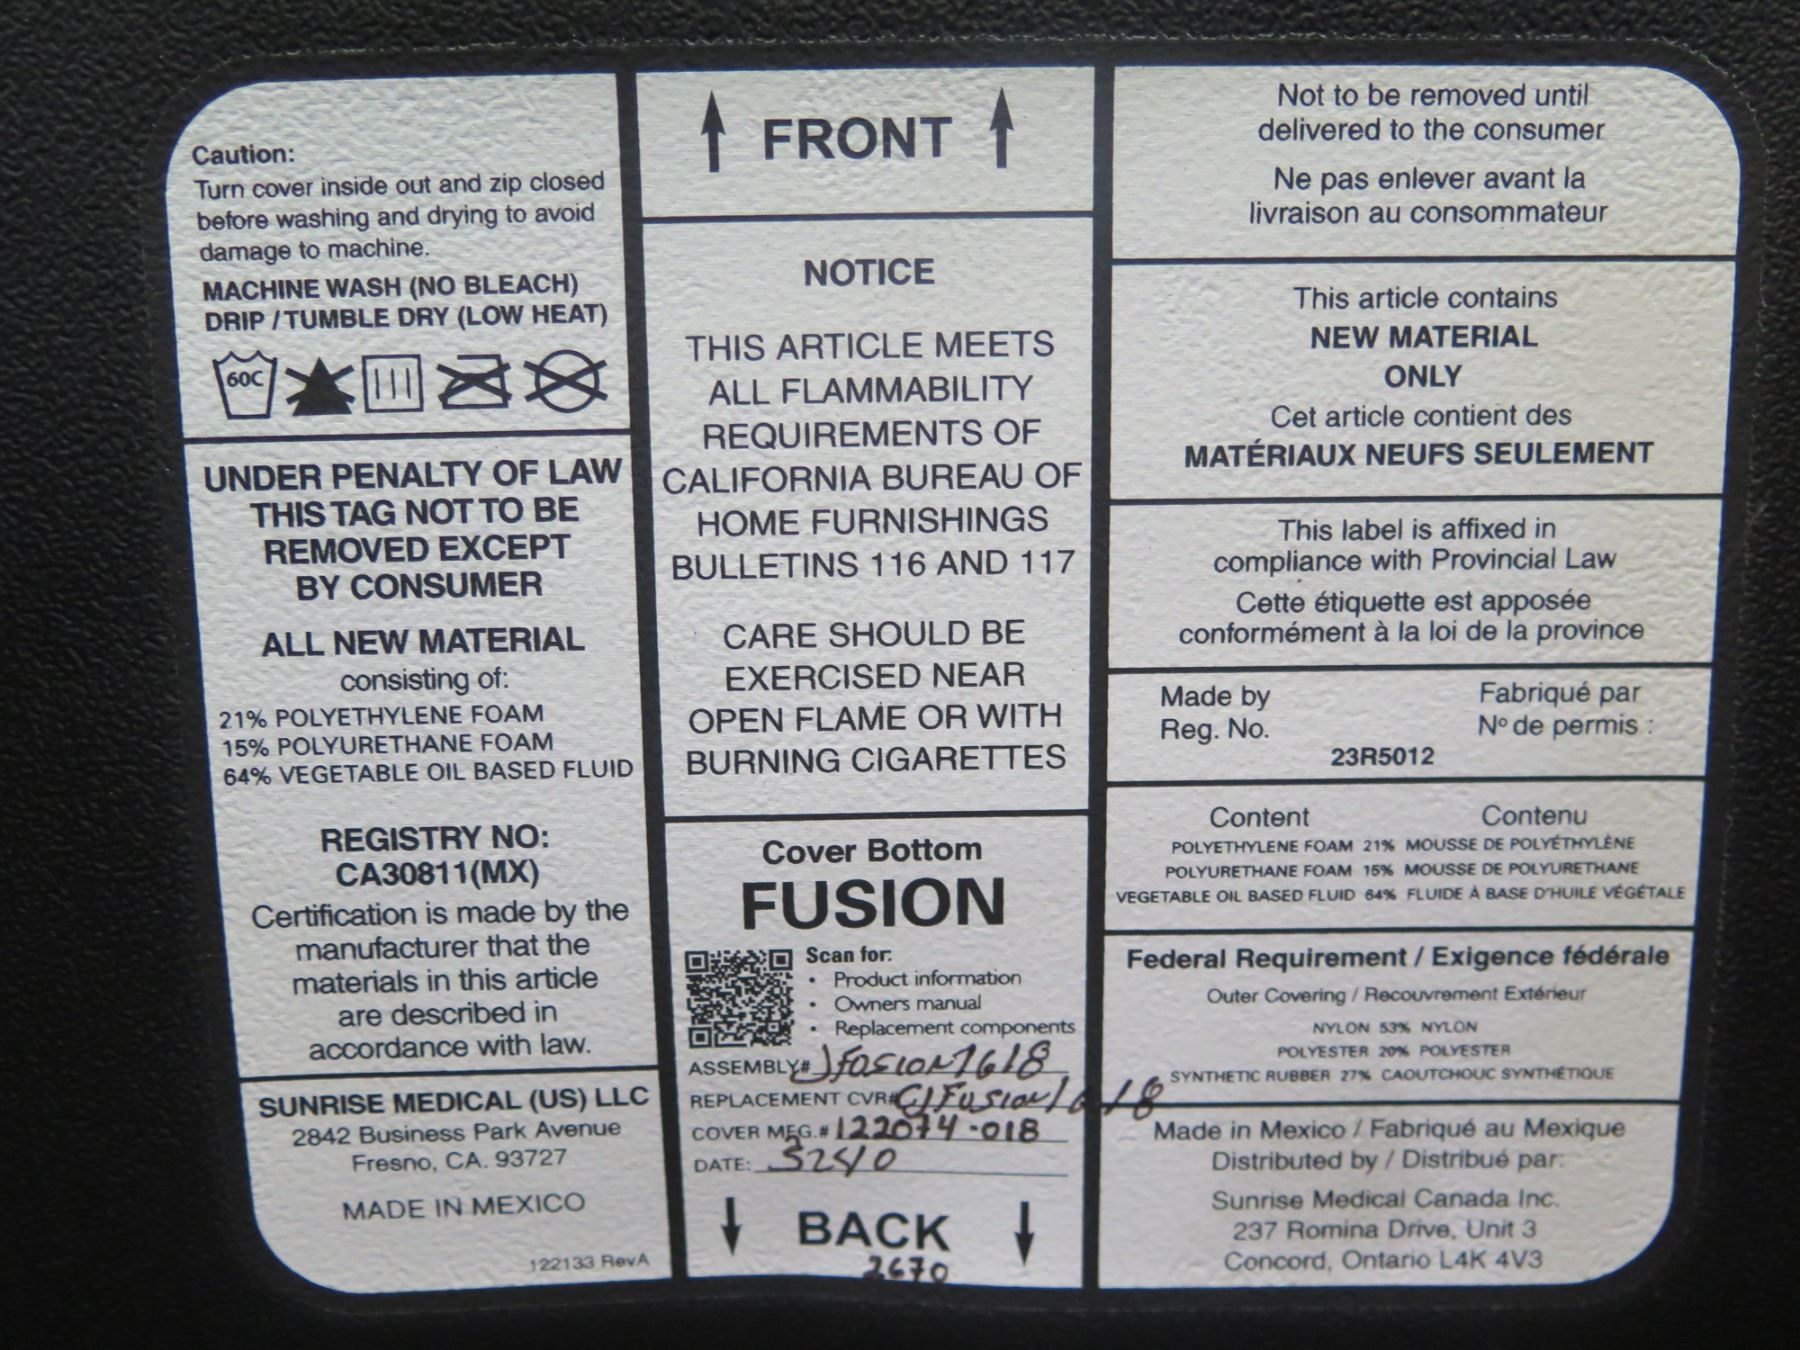 Caution:
Turn cover inside out and zip closed
before washing and drying to avoid
damage to machine.
MACHINE WASH (NO BLEACH)
DRIP / TUMBLE DRY (LOW HEAT)
60C
UNDER PENALTY OF LAW
THIS TAG NOT TO BE
REMOVED EXCEPT
BY CONSUMER
ALL NEW MATERIAL
consisting of:
21% POLYETHYLENE FOAM
15% POLYURETHANE FOAM
64% VEGETABLE OIL BASED FLUID
REGISTRY NO:
CA30811(MX)
Certification is made by the
manufacturer that the
materials in this article
are described in
accordance with law.
SUNRISE MEDICAL (US) LLC
2842 Business Park Avenue
Fresno, CA. 93727
MADE IN MEXICO
122133 RevA
FRONT
NOTICE
THIS ARTICLE MEETS
ALL FLAMMABILITY
REQUIREMENTS OF
CALIFORNIA BUREAU OF
HOME FURNISHINGS
BULLETINS 116 AND 117
CARE SHOULD BE
EXERCISED NEAR
OPEN FLAME OR WITH
BURNING CIGARETTES
Cover Bottom
FUSION
Scan for:
• Product information
• Owners manual
• Replacement components
ASSEMBLY# JFUSION1618
REPLACEMENT CVR# CJFusion1618
COVER MFG.# 122074-018
DATE:
BACK
2670
Not to be removed until
delivered to the consumer
Ne pas enlever avant la
livraison au consommateur
This article contains
NEW MATERIAL
ONLY
Cet article contient des
MATÉRIAUX NEUFS SEULEMENT
This label is affixed in
compliance with Provincial Law
Cette étiquette est apposée
conformément à la loi de la province
Made by Fabriqué par
Reg. No. Nº de permis :
23R5012
Content Contenu
POLYETHYLENE FOAM 21% MOUSSE DE POLYÉTHYLÈNE
POLYURETHANE FOAM 15% MOUSSE DE POLYURETHANE
VEGETABLE OIL BASED FLUID 64% FLUIDE À BASE D'HUILE VÉGÉTALE
Federal Requirement / Exigence fédérale
Outer Covering / Recouvrement Extérieur
NYLON 53% NYLON
POLYESTER 20% POLYESTER
SYNTHETIC RUBBER 27% CAOUTCHOUC SYNTHÉTIQUE
Made in Mexico / Fabriqué au Mexique
Distributed by / Distribué par:
Sunrise Medical Canada Inc.
237 Romina Drive, Unit 3
Concord, Ontario L4K 4V3